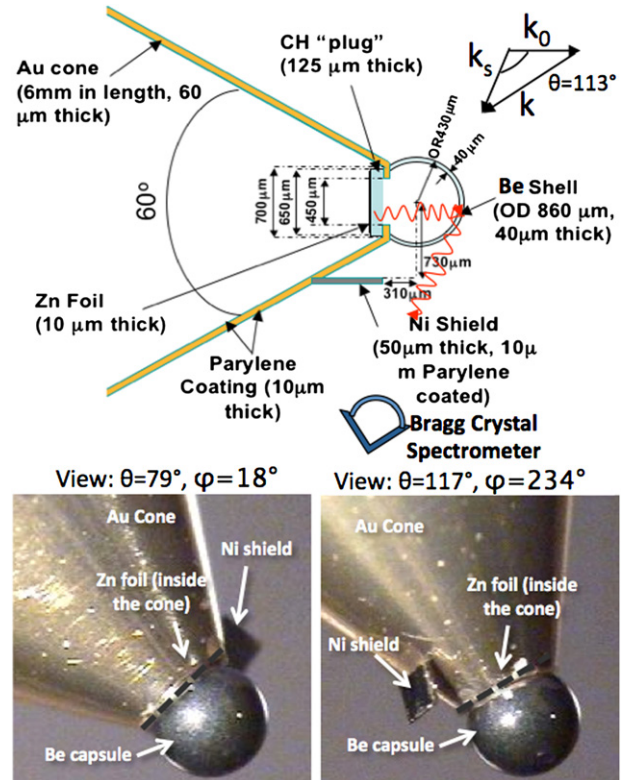 CH “plug”
(125 μm thick)
k₀
kₛ
θ=113°
k
Au cone
(6mm in length, 60
μm thick)
OR430μm
40μm
60º
700μm
650μm
450μm
Be Shell
(OD 860 μm,
40μm thick)
730μm
310μm
Zn Foil
(10 μm thick)
Ni Shield
(50μm thick, 10μ
m Parylene
coated)
Parylene
Coating (10μm
thick)
Bragg Crystal
Spectrometer
View: θ=79°, φ=18°
View: θ=117°, φ=234°
Au Cone
Ni shield
Zn foil (inside
the cone)
Be capsule
Au Cone
Zn foil (inside
the cone)
Ni shield
Be capsule